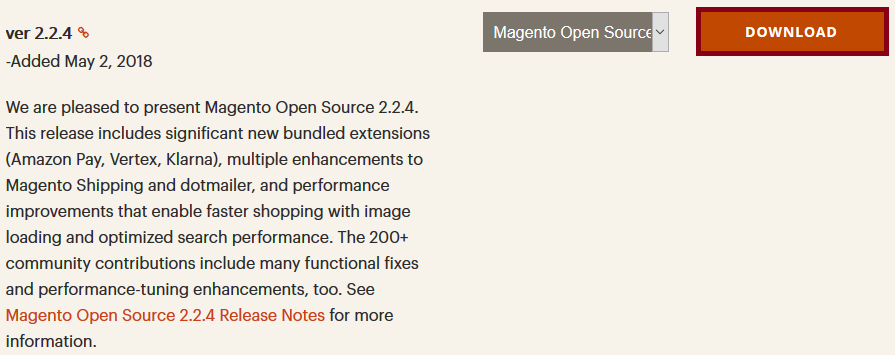 ver 2.2.4
Magento Open Source
DOWNLOAD
-Added May 2, 2018
We are pleased to present Magento Open Source 2.2.4.
This release includes significant new bundled extensions
(Amazon Pay, Vertex, Klarna), multiple enhancements to
Magento Shipping and dotmailer, and performance
improvements that enable faster shopping with image
loading and optimized search performance. The 200+
community contributions include many functional fixes
and performance-tuning enhancements, too. See
Magento Open Source 2.2.4 Release Notes for more
information.